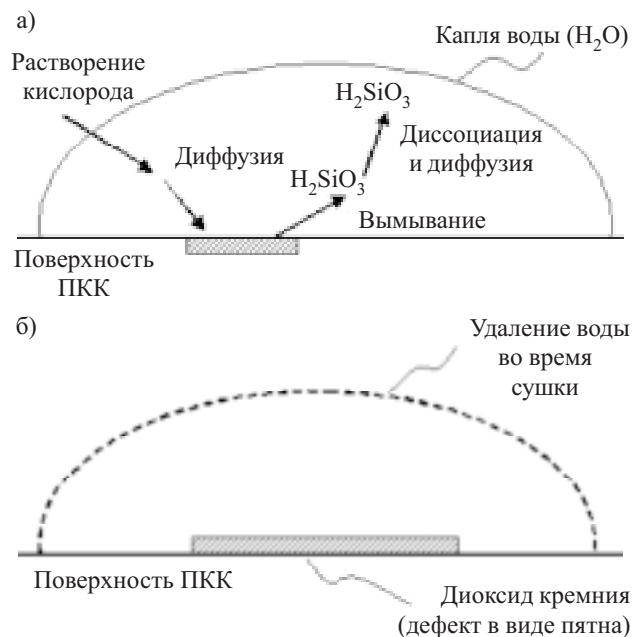 а)
Капля воды (H₂O)
Растворение
кислорода
H₂SiO₃
Диффузия
Диссоциация
и диффузия
H₂SiO₃
Вымывание
Поверхность
ПКК
б)
Удаление воды
во время
сушки
Поверхность ПКК
Диоксид кремния
(дефект в виде пятна)